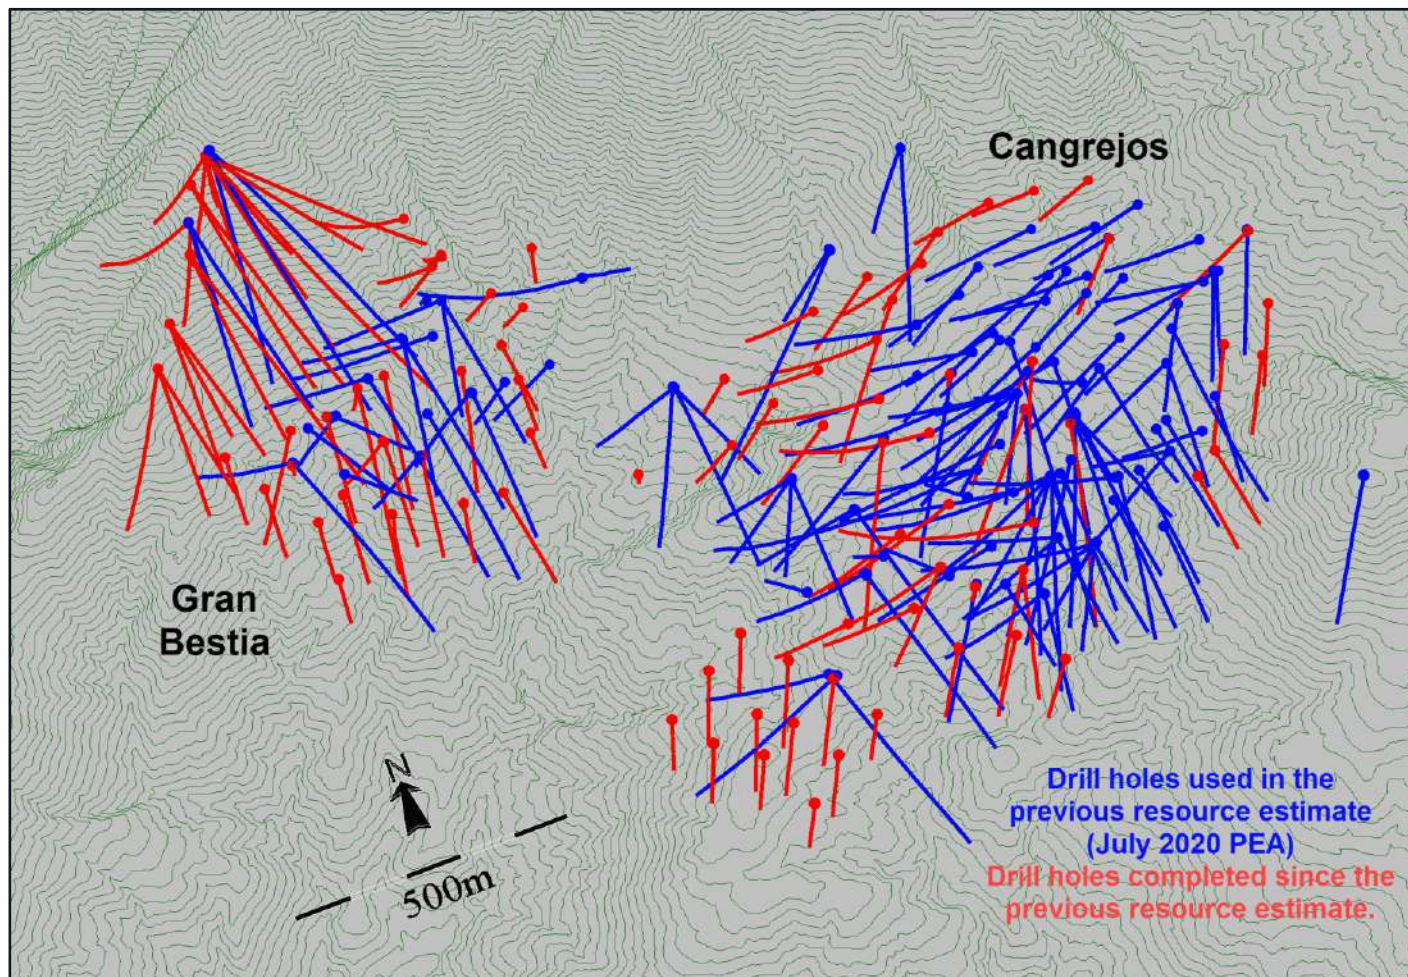 Cangrejos
Gran
Bestia
N
500m
Drill holes used in the
previous resource estimate
(July 2020 PEA)
Drill holes completed since the
previous resource estimate.